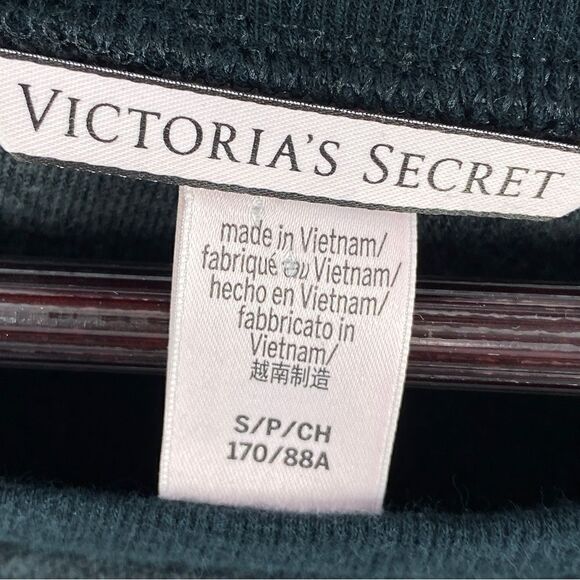 VICTORIA'S SECRET
made in Vietnam/
fabriqué au Vietnam/
hecho en Vietnam/
fabbricato in
Vietnam/
越南制造
S/P/CH
170/88A